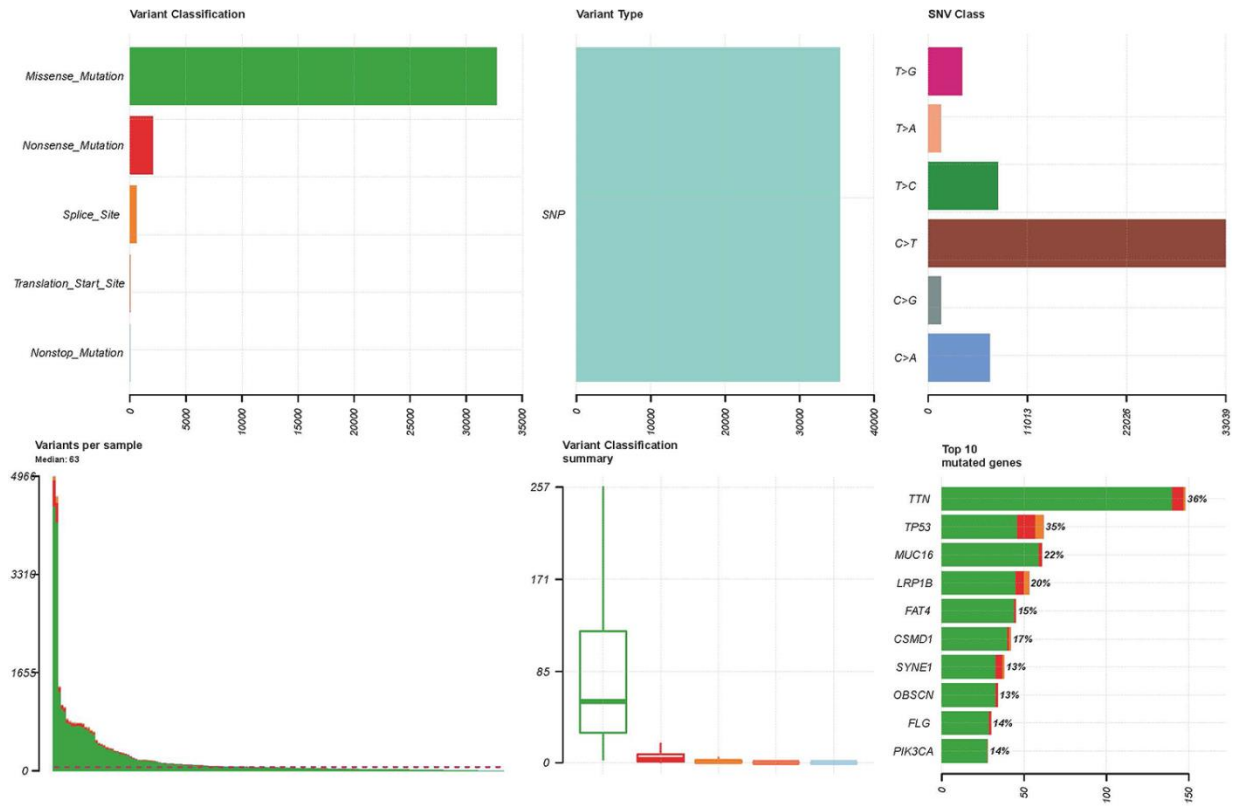 Variant Classification
Missense_Mutation
Nonsense_Mutation
Splice_Site
Translation_Start_Site
Nonstop_Mutation
0
5000
10000
15000
20000
25000
30000
35000
Variant Type
SNP
0
10000
20000
30000
40000
SNV Class
T>G
T>A
T>C
C>T
C>G
C>A
0
11013
22026
33039
Variants per sample
Median: 63
4966
3310
1655
0
Variant Classification
summary
257
171
85
0
Top 10
mutated genes
TTN 36%
TP53 35%
MUC16 22%
LRP1B 20%
FAT4 15%
CSMD1 17%
SYNE1 13%
OBSCN 13%
FLG 14%
PIK3CA 14%
0
50
100
150